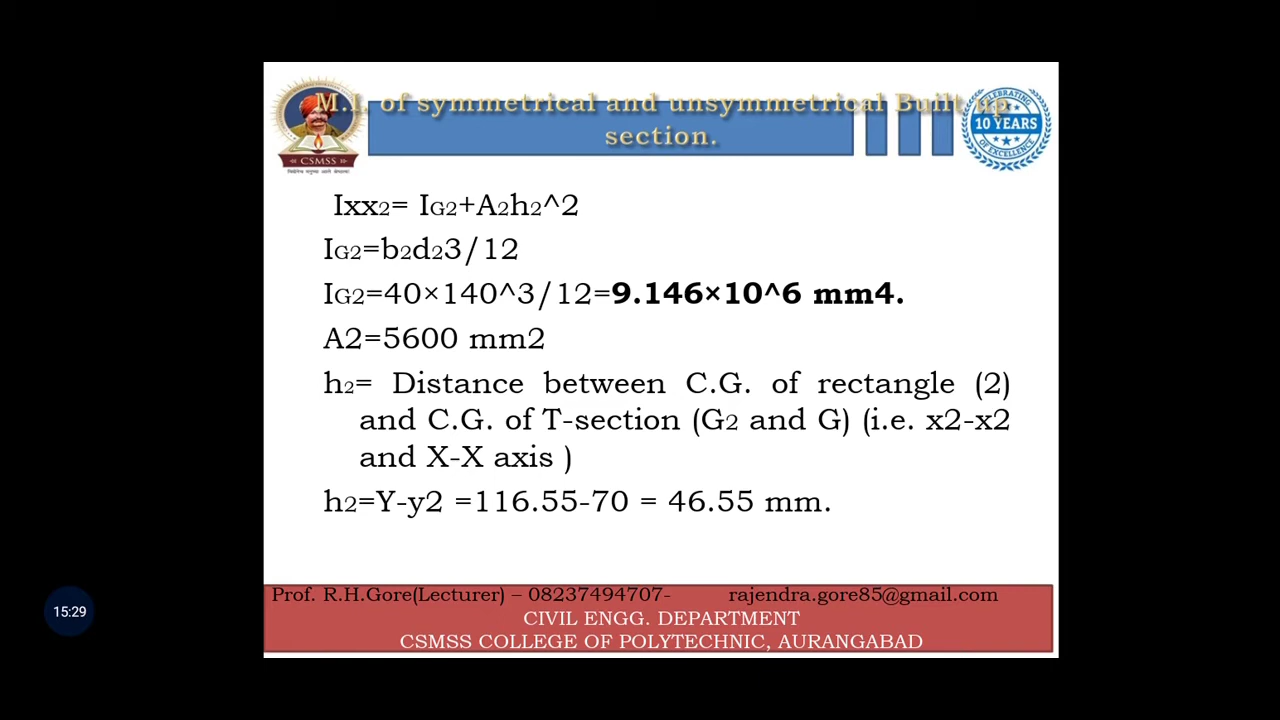 M.I. of symmetrical and unsymmetrical Built up
section.
CSMSS
CELEBRATING
10 YEARS
OF EXCELLENCE
Ixx2= IG2+A2h2^2
IG2=b2d23/12
IG2=40×140^3/12=9.146×10^6 mm4.
A2=5600 mm2
h2= Distance between C.G. of rectangle (2)
and C.G. of T-section (G2 and G) (i.e. x2-x2
and X-X axis )
h2=Y-y2 =116.55-70 = 46.55 mm.
Prof. R.H.Gore(Lecturer) – 08237494707- rajendra.gore85@gmail.com
CIVIL ENGG. DEPARTMENT
CSMSS COLLEGE OF POLYTECHNIC, AURANGABAD
15:29